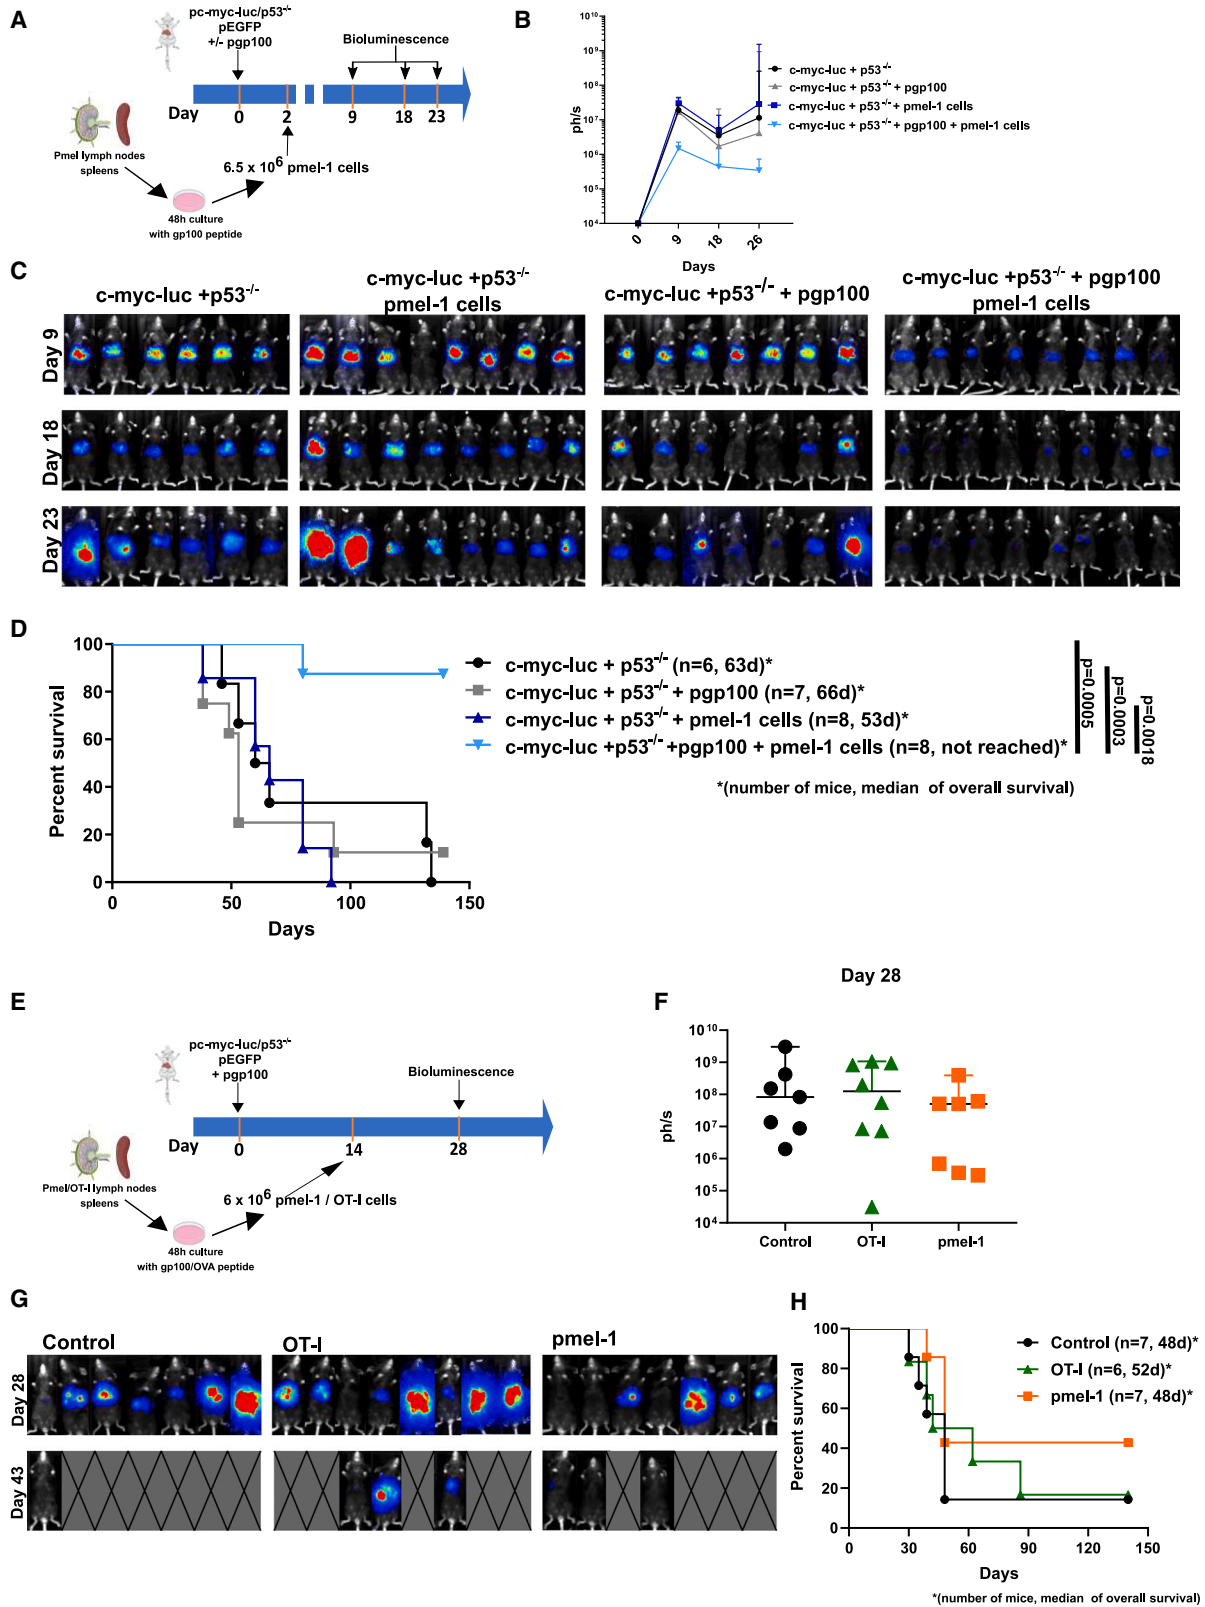 A
pc-myc-luc/p53-/-
pEGFP
+/- pgp100
Bioluminescence
Day
0
2
9
18
23
Pmel lymph nodes
spleens
6.5 x 10^6 pmel-1 cells
48h culture
with gp100 peptide
B
10^10
10^9
10^8
10^7
10^6
10^5
10^4
ph/s
0
9
18
26
Days
c-myc-luc + p53-/-
c-myc-luc + p53-/- + pgp100
c-myc-luc + p53-/- + pmel-1 cells
c-myc-luc + p53-/- + pgp100 + pmel-1 cells
C
c-myc-luc +p53-/-
c-myc-luc +p53-/-
pmel-1 cells
c-myc-luc +p53-/- + pgp100
c-myc-luc +p53-/- + pgp100
pmel-1 cells
Day 9
Day 18
Day 23
D
100
80
60
40
20
0
Percent survival
0
50
100
150
Days
c-myc-luc + p53-/- (n=6, 63d)*
c-myc-luc + p53-/- + pgp100 (n=7, 66d)*
c-myc-luc + p53-/- + pmel-1 cells (n=8, 53d)*
c-myc-luc +p53-/- +pgp100 + pmel-1 cells (n=8, not reached)*
*(number of mice, median of overall survival)
p=0.0005
p=0.0003
p=0.0018
E
pc-myc-luc/p53-/-
pEGFP
+ pgp100
Bioluminescence
Day
0
14
28
Pmel/OT-I lymph nodes
spleens
6 x 10^6 pmel-1 / OT-I cells
48h culture
with gp100/OVA peptide
F
Day 28
10^10
10^9
10^8
10^7
10^6
10^5
10^4
ph/s
Control
OT-I
pmel-1
G
Control
OT-I
pmel-1
Day 28
Day 43
H
100
80
60
40
20
0
Percent survival
0
30
60
90
120
150
Days
Control (n=7, 48d)*
OT-I (n=6, 52d)*
pmel-1 (n=7, 48d)*
*(number of mice, median of overall survival)